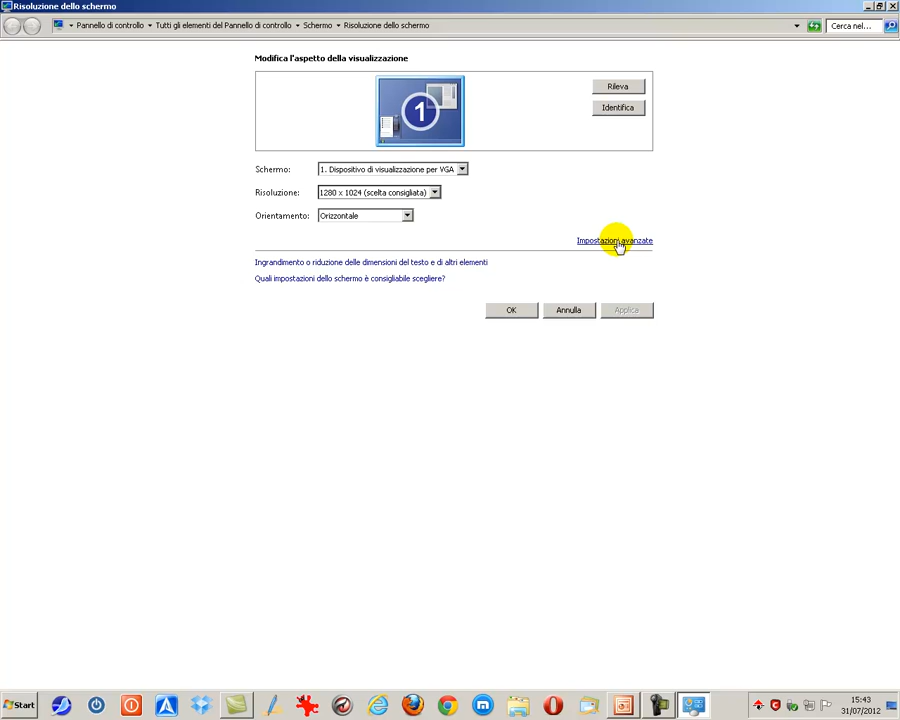 Risoluzione dello schermo
Pannello di controllo Tutti gli elementi del Pannello di controllo Schermo Risoluzione dello schermo
Cerca nel...
Modifica l'aspetto della visualizzazione
1
Rileva
Identifica
Schermo: 1. Dispositivo di visualizzazione per VGA
Risoluzione: 1280 x 1024 (scelta consigliata)
Orientamento: Orizzontale
Impostazioni avanzate
Ingrandimento o riduzione delle dimensioni del testo e di altri elementi
Quali impostazioni dello schermo è consigliabile scegliere?
OK Annulla Applica
Start
15:43
31/07/2012